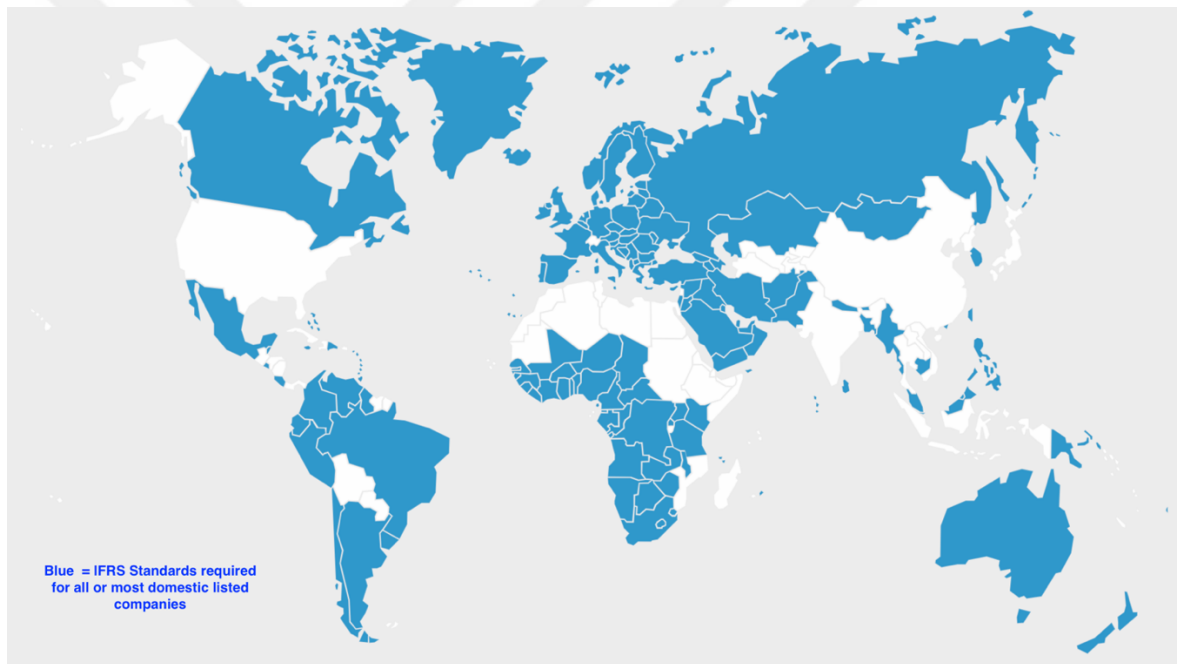 Blue = IFRS Standards required
for all or most domestic listed
companies